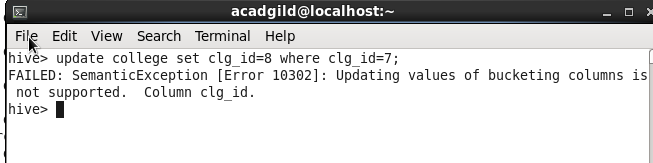 acadgild@localhost:~
File Edit View Search Terminal Help
hive> update college set clg_id=8 where clg_id=7;
FAILED: SemanticException [Error 10302]: Updating values of bucketing columns is
 not supported.  Column clg_id.
hive>